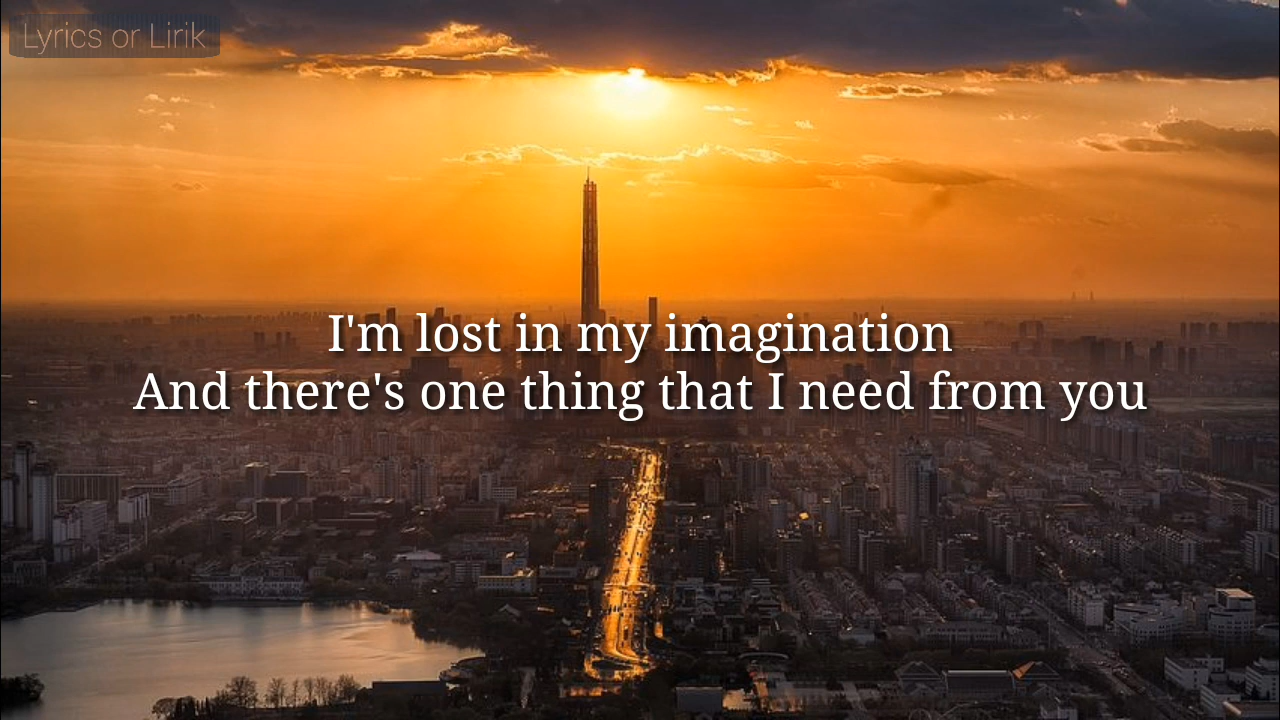 Lyrics or Lirik
I'm lost in my imagination
And there's one thing that I need from you